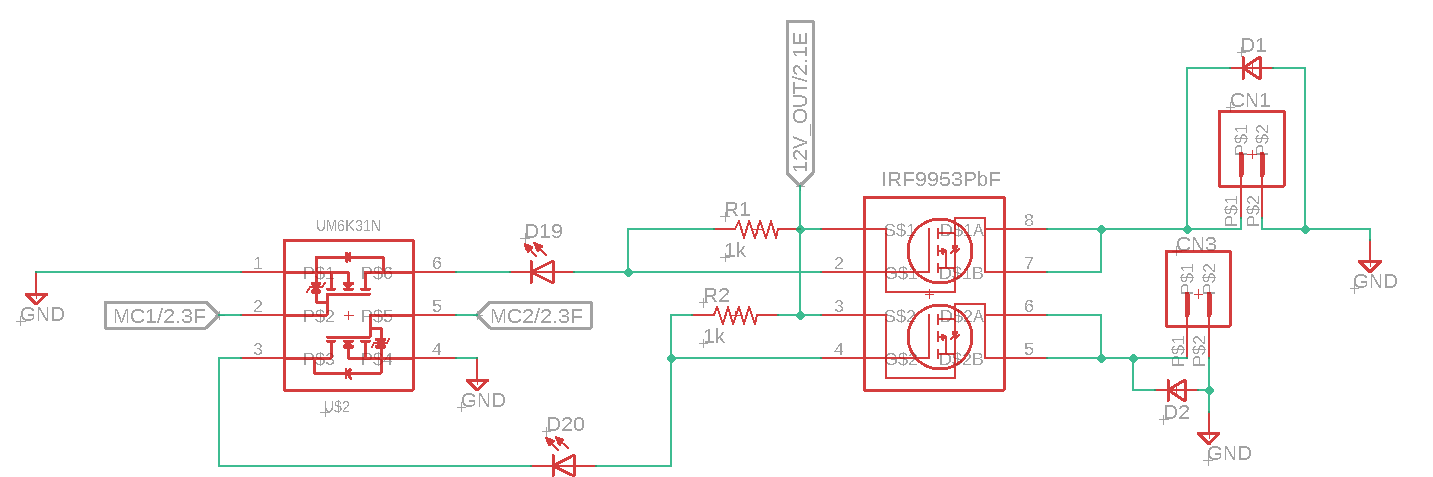 D1
CN1
P$1
P$2
P$1
P$2
12V_OUT/2.1E
IRF9953PbF
R1
1k
S$1
D$1A
8
2
G$1
D$1B
7
3
S$2
D$2A
6
4
G$2
D$2B
5
CN3
P$1
P$2
P$1
P$2
GND
UM6K31N
D19
1
P$1
P$6
6
MC1/2.3F
2
P$2
P$5
5
MC2/2.3F
3
P$3
P$4
4
GND
R2
1k
U$2
GND
D2
D20
GND